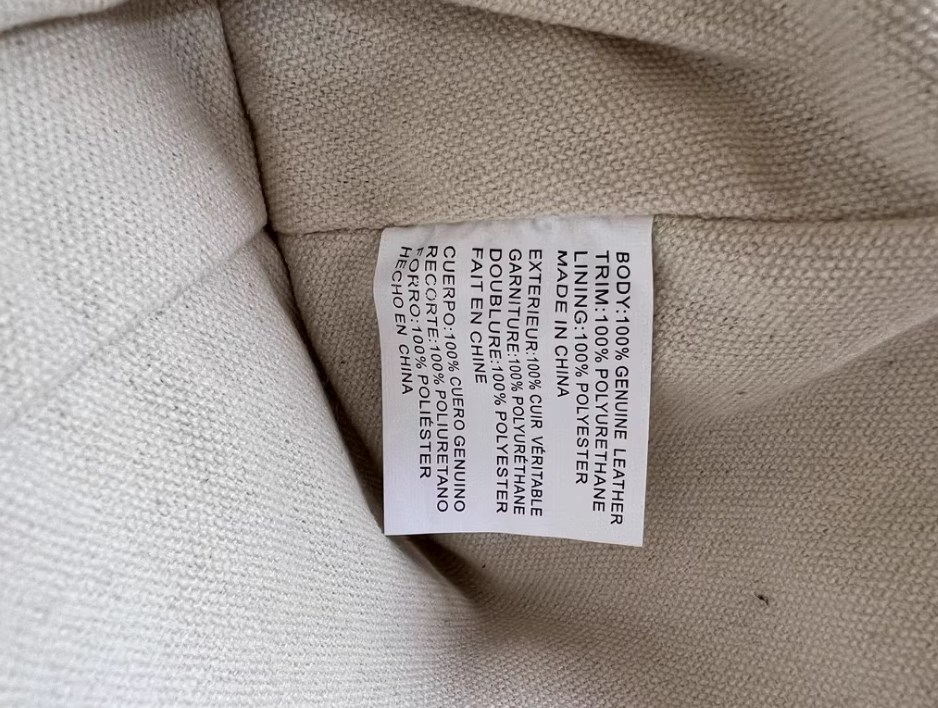 BODY:100% GENUINE LEATHER
TRIM:100% POLYURETHANE
LINING:100% POLYESTER
MADE IN CHINA
EXTERIEUR:100% CUIR VÉRITABLE
GARNITURE:100% POLYURÉTHANE
DOUBLURE:100% POLYESTER
FAIT EN CHINE
CUERPO:100% CUERO GENUINO
RECORTE:100% POLIURETANO
FORRO:100% POLIÉSTER
HECHO EN CHINA